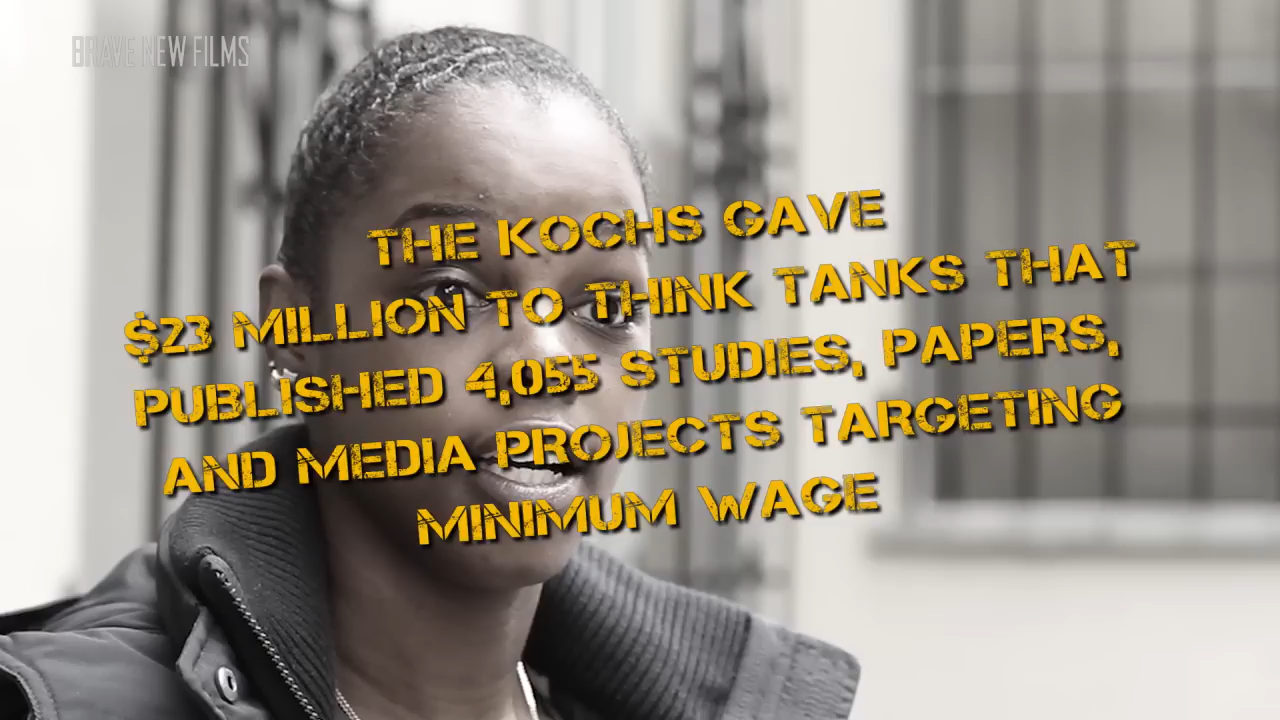 BRAVE NEW FILMS
THE KOCHS GAVE
$23 MILLION TO THINK TANKS THAT
PUBLISHED 4,055 STUDIES, PAPERS,
AND MEDIA PROJECTS TARGETING
MINIMUM WAGE